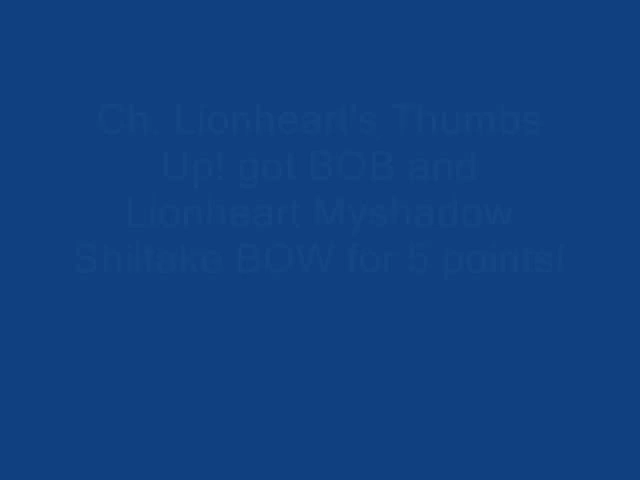 Ch. Lionheart's Thumbs
Up! got BOB and
Lionheart Myshadow
Shiitake BOW for 5 points!